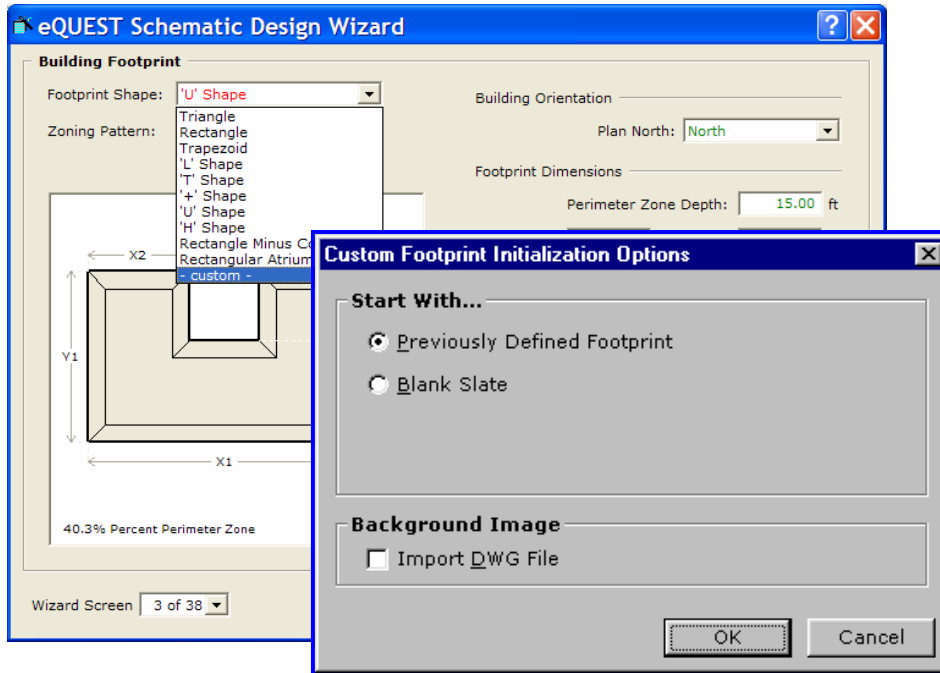 eQUEST Schematic Design Wizard
Building Footprint
Footprint Shape: 'U' Shape
Zoning Pattern:
Triangle
Rectangle
Trapezoid
'L' Shape
'T' Shape
'+' Shape
'U' Shape
'H' Shape
Rectangle Minus
Rectangular Atrium
- custom -
X2
Y1
X1
40.3% Percent Perimeter Zone
Building Orientation
Plan North: North
Footprint Dimensions
Perimeter Zone Depth: 15.00 ft
Wizard Screen 3 of 38
Custom Footprint Initialization Options
Start With...
Previously Defined Footprint
Blank Slate
Background Image
Import DWG File
OK Cancel